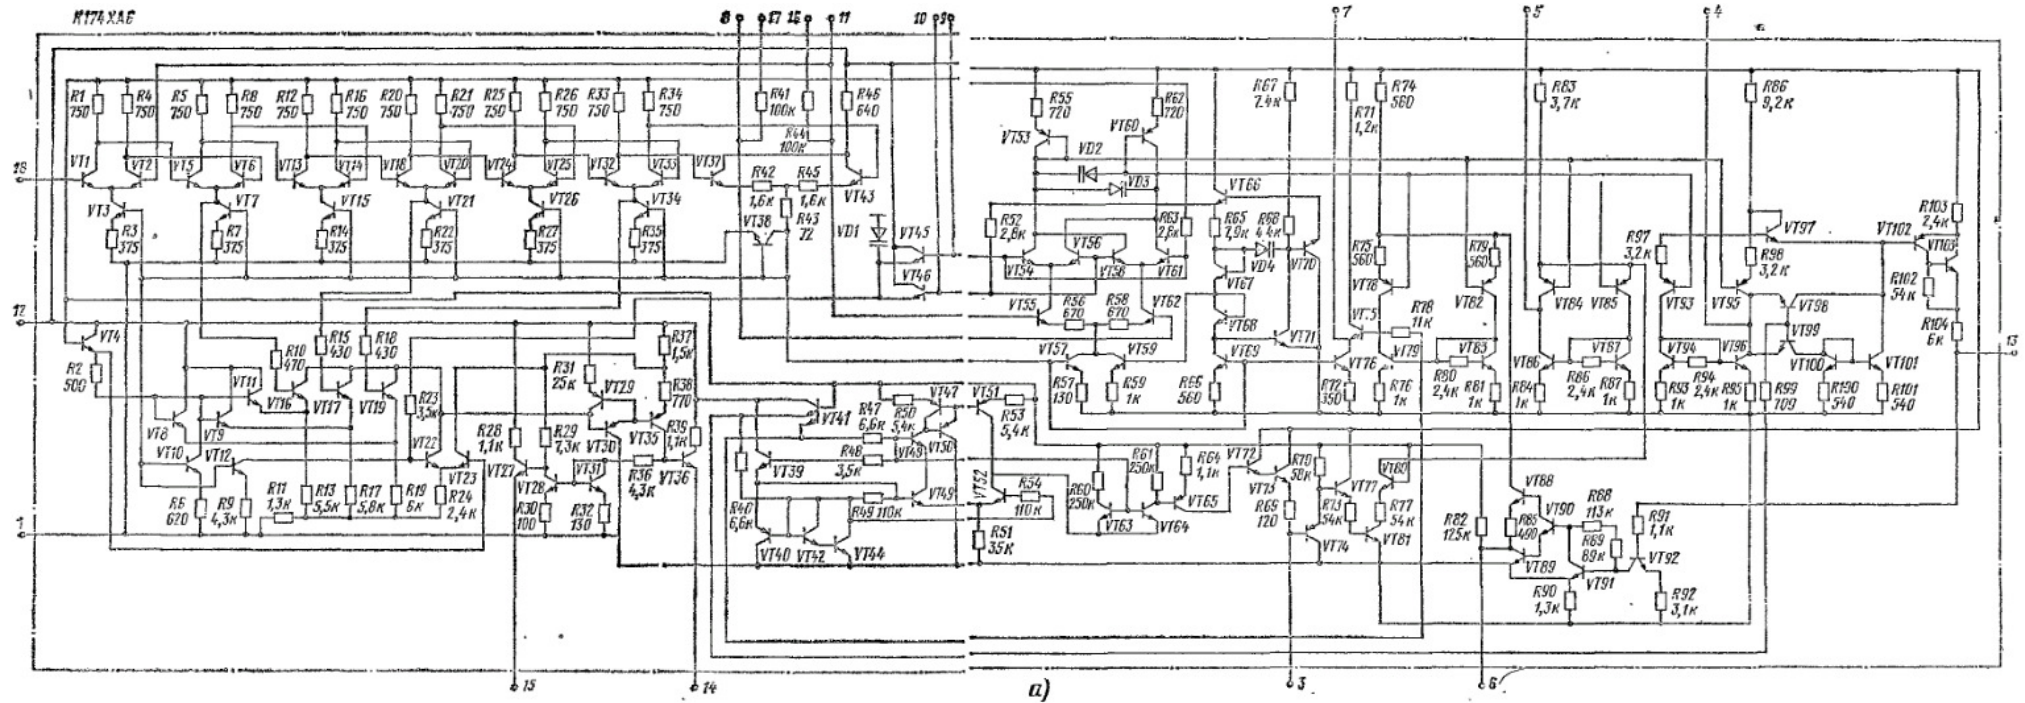 К174ХА6
8 17 16 11 10 9 7 5 4
R1 750
R4 750
R5 750
R8 750
R12 750
R16 750
R20 750
R21 750
R25 750
R26 750
R33 750
R34 750
R41 100к
R44 100к
R46 640
R55 720
R62 720
R67 7.4к
R71 1,2к
R74 560
R83 3,7к
R86 9,2к
18
VT1
VT2
VT5
VT6
VT13
VT14
VT18
VT20
VT24
VT25
VT32
VT33
VT37
R42 1,6к
R45 1,6к
VT43
VT53
VT60
VD2
VD3
VT66
VT3
VT7
VT15
VT21
VT26
VT34
VT38
R43 72
VD1
VT45
VT46
R3 375
R7 375
R14 375
R22 375
R27 375
R35 375
R52 2,8к
VT54
VT56
VT58
VT61
R63 2,8к
R65 7,9к
R68 4,4к
VD4
VT70
VT67
R75 560
R79 560
R97 3,2к
VT97
R98 3,2к
VT102
R103 2,4к
VT103
R102 54к
R104 6к
13
VT55
R56 670
R58 670
VT62
VT68
VT71
VT78
R78 11к
VT82
VT84
VT85
VT93
VT95
VT98
VT99
12
VT4
R2 500
R10 470
R15 430
R18 430
R31 25к
R37 1,5к
R38 770
VT57
VT59
VT69
VT76
VT79
VT83
VT86
VT87
VT94
VT96
VT100
VT101
R57 130
R59 1к
R66 560
R72 350
R76 1к
R80 2,4к
R81 1к
R84 1к
R86 2,4к
R87 1к
R93 1к
R94 2,4к
R95 1к
R99 109
R190 540
R101 540
VT8
VT9
VT11
VT16
VT17
VT19
R23 3,5к
VT22
VT23
R28 1,1к
R29 7,3к
VT29
VT30
VT35
R39 1,1к
VT41
R47 6,6к
R50 5,4к
VT47
VT51
R53 5,4к
VT50
VT49
VT10
VT12
VT27
VT28
VT31
R36 4,3к
VT36
VT39
R48 3,5к
VT49
VT52
R54 110к
R60 250к
R61 250к
R64 1,1к
VT72
VT73
R70 58к
VT77
VT80
VT88
VT90
R88 113к
R6 620
R9 4,3к
R11 1,3к
R13 5,5к
R17 5,8к
R19 6к
R24 2,4к
R30 100
R32 130
R40 6,6к
R49 110к
R51 35к
VT63
VT64
VT65
R69 120
R73 54к
R77 54к
VT74
VT81
R82 125к
R85 490
R89 89к
R91 1,1к
VT92
1
VT40
VT42
VT44
VT89
VT91
R90 1,3к
R92 3,1к
15 14 а) 3 6